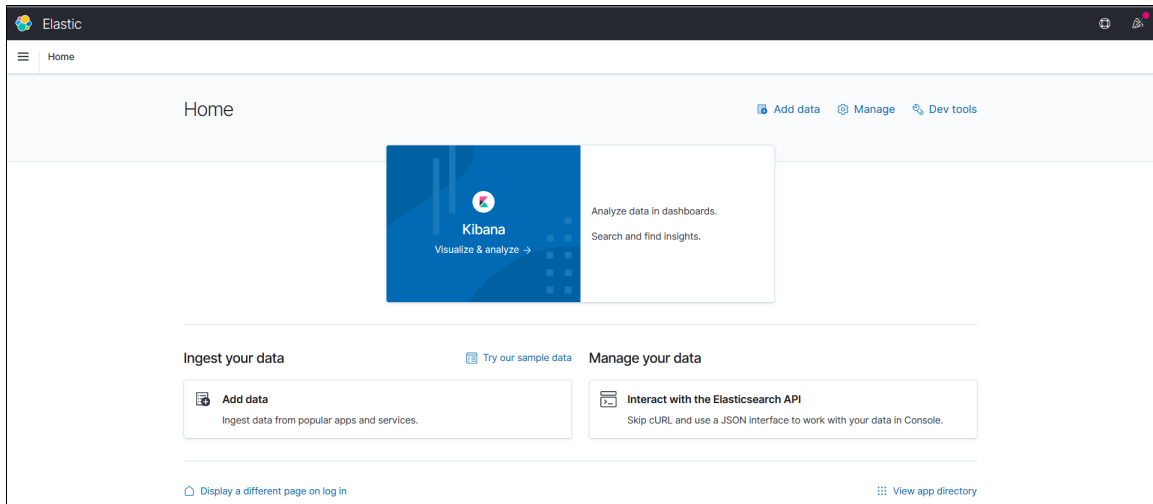 Elastic
Home
Home
Add data
Manage
Dev tools
Kibana
Visualize & analyze →
Analyze data in dashboards.
Search and find insights.
Ingest your data
Try our sample data
Manage your data
Add data
Ingest data from popular apps and services.
Interact with the Elasticsearch API
Skip cURL and use a JSON interface to work with your data in Console.
Display a different page on log in
View app directory